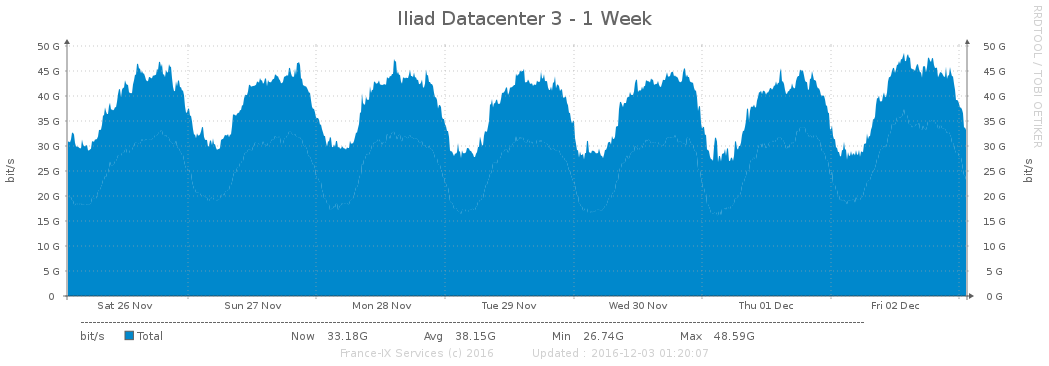 Iliad Datacenter 3 - 1 Week
RRDTOOL / TOBI OETIKER
50 G 50 G
45 G 45 G
40 G 40 G
35 G 35 G
30 G 30 G
25 G 25 G
20 G 20 G
15 G 15 G
10 G 10 G
5 G 5 G
0 0 G
bit/s bit/s
Sat 26 Nov Sun 27 Nov Mon 28 Nov Tue 29 Nov Wed 30 Nov Thu 01 Dec Fri 02 Dec
bit/s Total Now 33.18G Avg 38.15G Min 26.74G Max 48.59G
France-IX Services (c) 2016 Updated : 2016-12-03 01:20:07